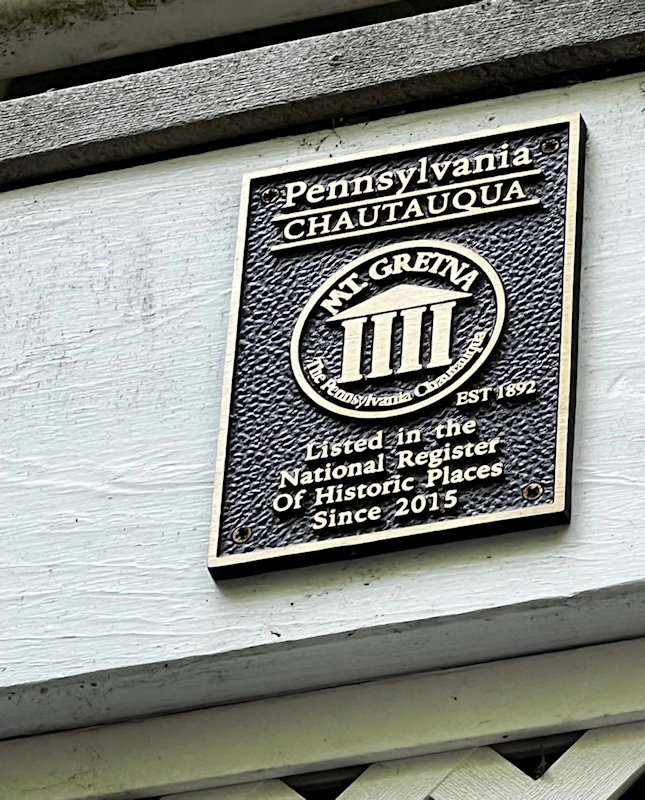 Pennsylvania
CHAUTAUQUA
MT. GRETNA
The Pennsylvania Chautauqua
EST 1892
Listed in the
National Register
Of Historic Places
Since 2015